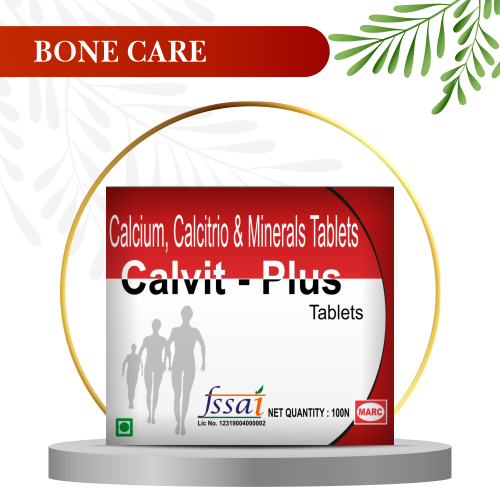 BONE CARE
Calcium, Calcitrio & Minerals Tablets
Calvit - Plus
Tablets
fssai
Lic No. 12319004000002
NET QUANTITY : 100N
MARC